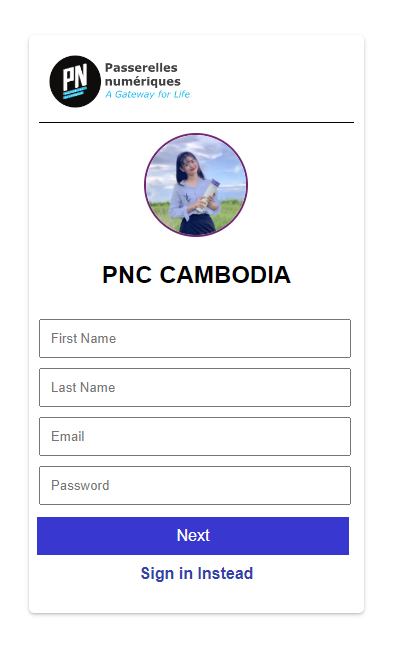 PN
Passerelles
numériques
A Gateway for Life
PNC CAMBODIA
First Name
Last Name
Email
Password
Next
Sign in Instead